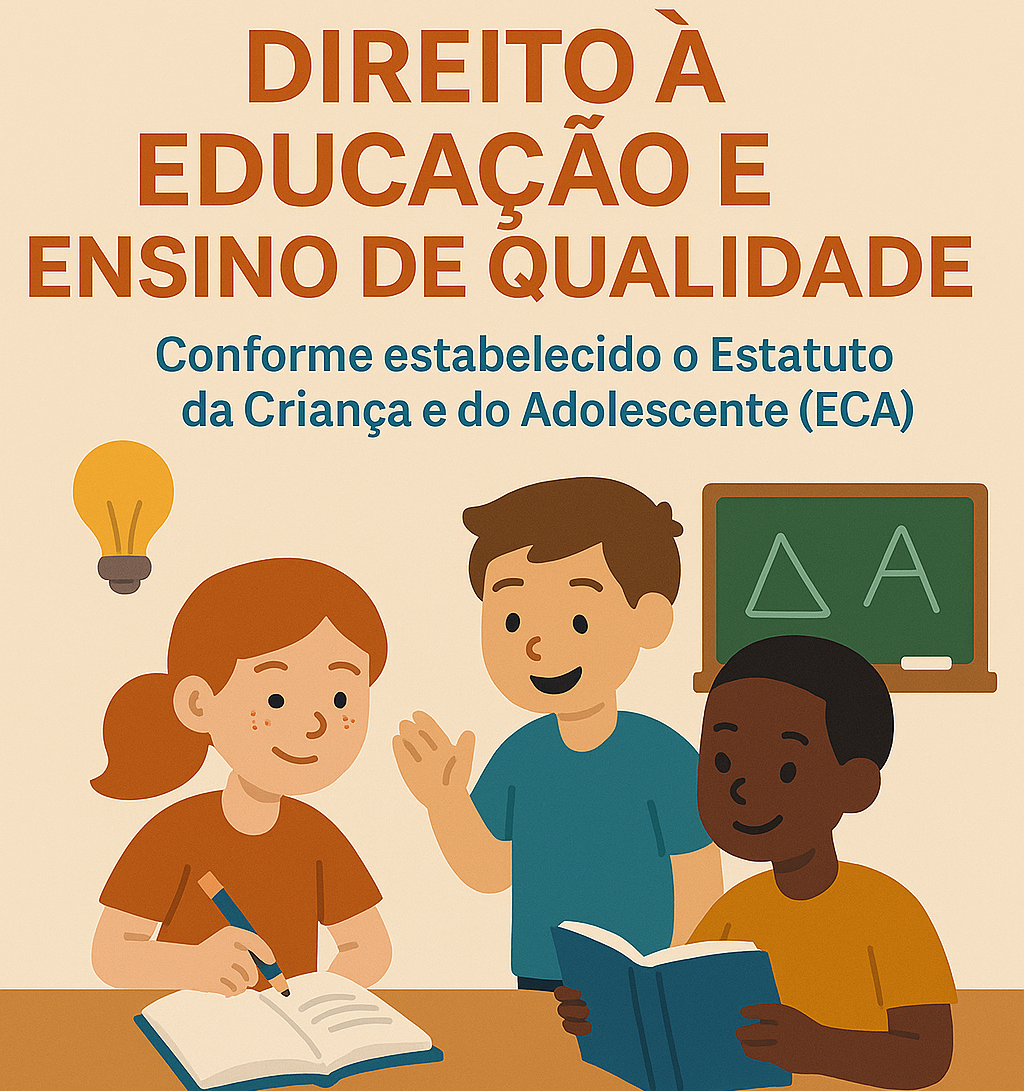 DIREITO À
EDUCAÇÃO E
ENSINO DE QUALIDADE
Conforme estabelecido o Estatuto
da Criança e do Adolescente (ECA)
Δ A